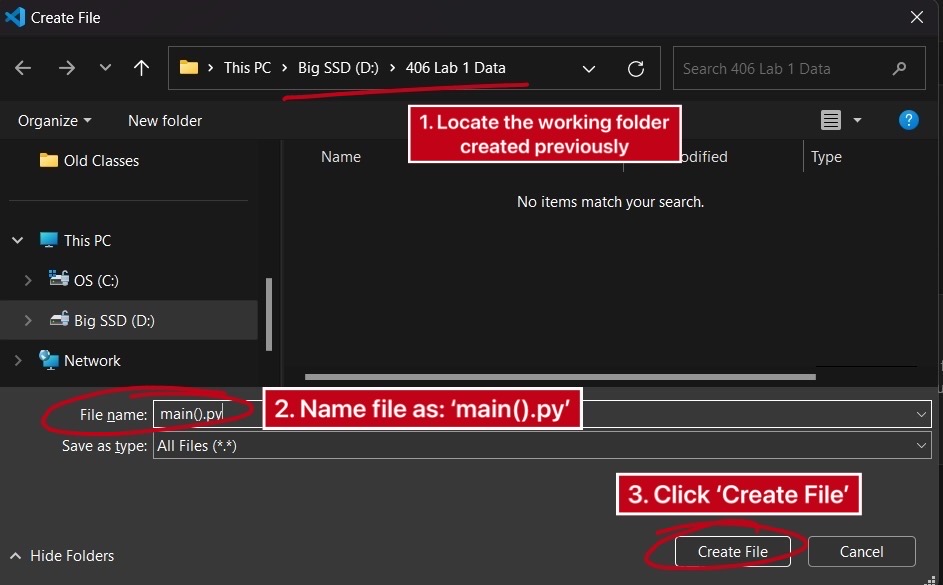 Create File
This PC > Big SSD (D:) > 406 Lab 1 Data
Search 406 Lab 1 Data
Organize
New folder
1. Locate the working folder
created previously
Old Classes
Name
odified
Type
No items match your search.
This PC
OS (C:)
Big SSD (D:)
Network
File name: main().py
2. Name file as: ‘main().py’
Save as type: All Files (*.*)
3. Click ‘Create File’
Hide Folders
Create File
Cancel